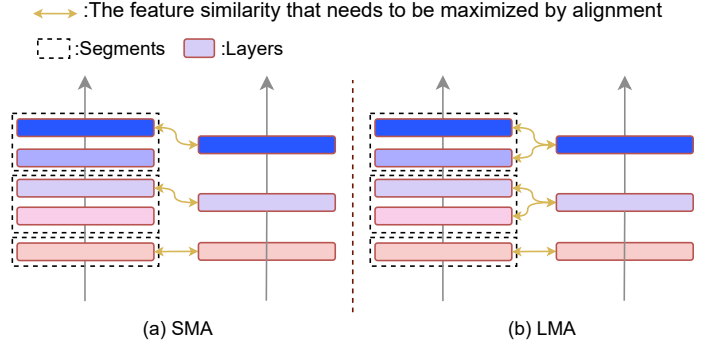 :The feature similarity that needs to be maximized by alignment
:Segments :Layers
(a) SMA (b) LMA